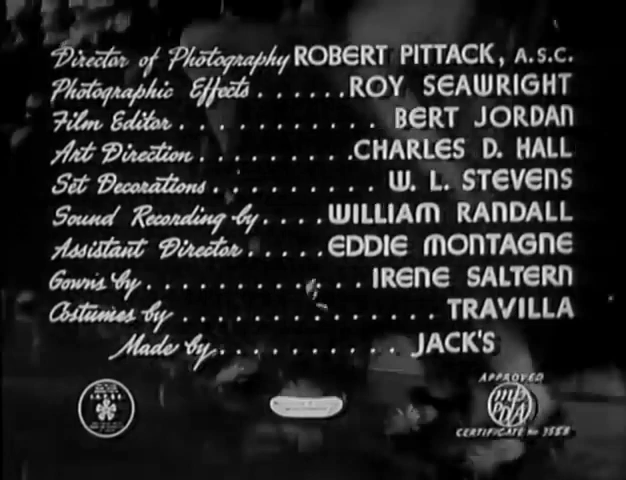 Director of Photography ROBERT PITTACK, A.S.C.
Photographic Effects......ROY SEAWRIGHT
Film Editor........... BERT JORDAN
Art Direction..........CHARLES D. HALL
Set Decorations......... W. L. STEVENS
Sound Recording by....WILLIAM RANDALL
Assistant Director.....EDDIE MONTAGNE
Gowns by............IRENE SALTERN
Costumes by...............TRAVILLA
Made by........... JACK'S
APPROVED
MPPDA
CERTIFICATE No